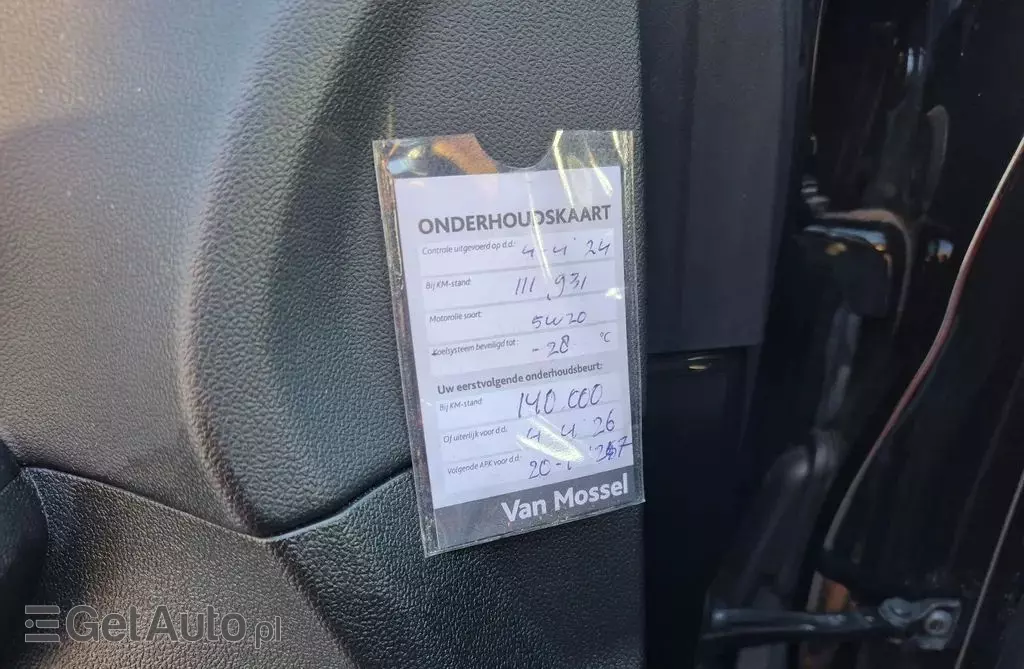 ONDERHOUDSKAART
Controle uitgevoerd op d.d.: 4-4'24
Bij KM-stand: 111.931
Motorolie soort: 5W20
Koelsysteem beveiligd tot: -28 °C
Uw eerstvolgende onderhoudsbeurt:
Bij KM-stand 140.000
Of uiterlijk voor d.d. 4-4'26
Volgende APK voor d.d.: 20-1
Van Mossel
GetAuto.pl